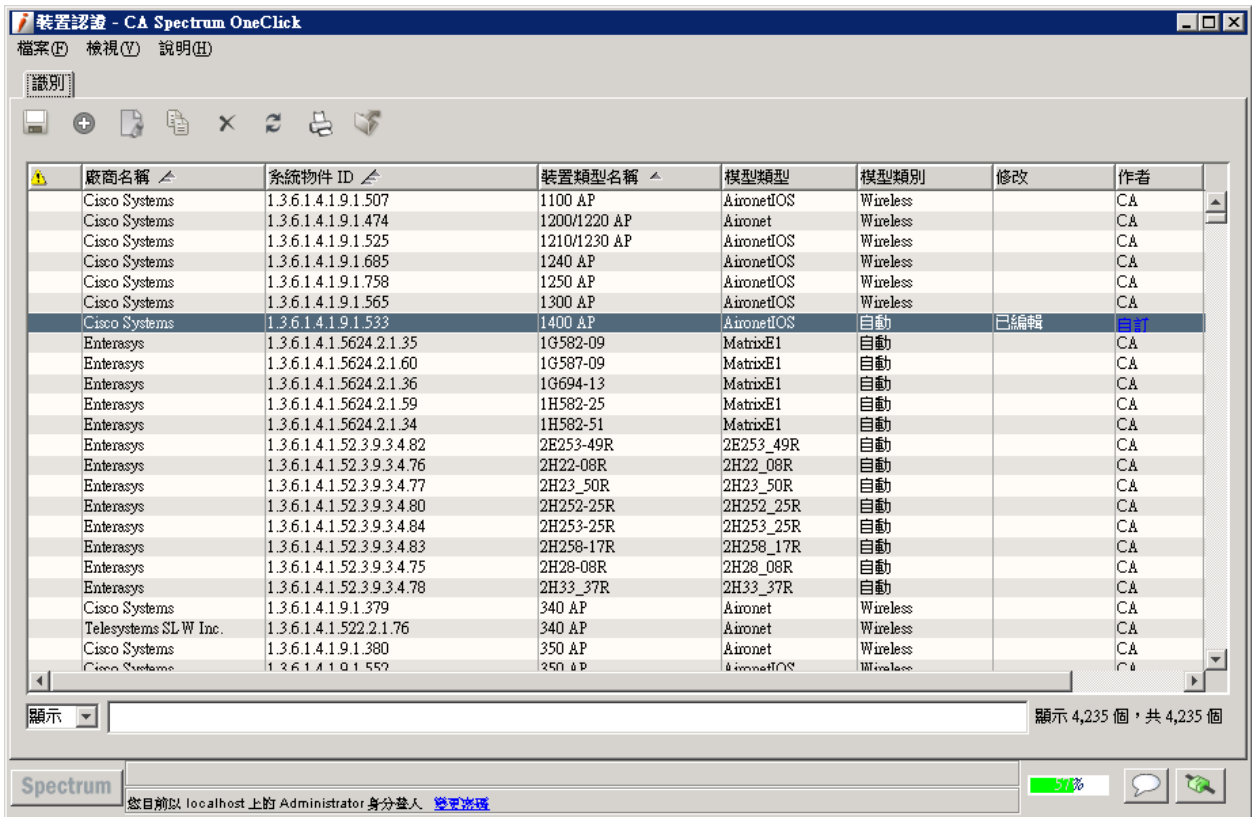 裝置認證 - CA Spectrum OneClick
檔案(F) 檢視(V) 說明(H)
識別
廠商名稱 系統物件 ID 裝置類型名稱 模型類型 模型類別 修改 作者
Cisco Systems 1.3.6.1.4.1.9.1.507 1100 AP AironetIOS Wireless CA
Cisco Systems 1.3.6.1.4.1.9.1.474 1200/1220 AP Aironet Wireless CA
Cisco Systems 1.3.6.1.4.1.9.1.525 1210/1230 AP AironetIOS Wireless CA
Cisco Systems 1.3.6.1.4.1.9.1.685 1240 AP AironetIOS Wireless CA
Cisco Systems 1.3.6.1.4.1.9.1.758 1250 AP AironetIOS Wireless CA
Cisco Systems 1.3.6.1.4.1.9.1.565 1300 AP AironetIOS Wireless CA
Cisco Systems 1.3.6.1.4.1.9.1.533 1400 AP AironetIOS 自動 已編輯 自訂
Enterasys 1.3.6.1.4.1.5624.2.1.35 1G582-09 MatrixE1 自動 CA
Enterasys 1.3.6.1.4.1.5624.2.1.60 1G587-09 MatrixE1 自動 CA
Enterasys 1.3.6.1.4.1.5624.2.1.36 1G694-13 MatrixE1 自動 CA
Enterasys 1.3.6.1.4.1.5624.2.1.59 1H582-25 MatrixE1 自動 CA
Enterasys 1.3.6.1.4.1.5624.2.1.34 1H582-51 MatrixE1 自動 CA
Enterasys 1.3.6.1.4.1.52.3.9.3.4.82 2E253-49R 2E253_49R 自動 CA
Enterasys 1.3.6.1.4.1.52.3.9.3.4.76 2H22-08R 2H22_08R 自動 CA
Enterasys 1.3.6.1.4.1.52.3.9.3.4.77 2H23_50R 2H23_50R 自動 CA
Enterasys 1.3.6.1.4.1.52.3.9.3.4.80 2H252-25R 2H252_25R 自動 CA
Enterasys 1.3.6.1.4.1.52.3.9.3.4.84 2H253-25R 2H253_25R 自動 CA
Enterasys 1.3.6.1.4.1.52.3.9.3.4.83 2H258-17R 2H258_17R 自動 CA
Enterasys 1.3.6.1.4.1.52.3.9.3.4.75 2H28-08R 2H28_08R 自動 CA
Enterasys 1.3.6.1.4.1.52.3.9.3.4.78 2H33_37R 2H33_37R 自動 CA
Cisco Systems 1.3.6.1.4.1.9.1.379 340 AP Aironet Wireless CA
Telesystems SLW Inc. 1.3.6.1.4.1.522.2.1.76 340 AP Aironet Wireless CA
Cisco Systems 1.3.6.1.4.1.9.1.380 350 AP Aironet Wireless CA
Cisco Systems 1.3.6.1.4.1.9.1.552 350 AP AironetIOS Wireless CA
顯示 顯示 4,235 個，共 4,235 個
Spectrum 57%
您目前以 localhost 上的 Administrator 身分登入 變更密碼